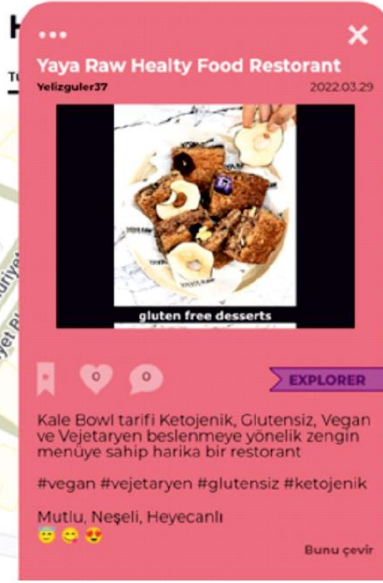 Yaya Raw Healty Food Restorant
Yelizguler37
2022.03.29
gluten free desserts
0
0
EXPLORER
Kale Bowl tarifi Ketojenik, Glutensiz, Vegan
ve Vejetaryen beslenmeye yönelik zengin
menüye sahip harika bir restorant
#vegan #vejetaryen #glutensiz #ketojenik
Mutlu, Neşeli, Heyecanlı
Bunu çevir